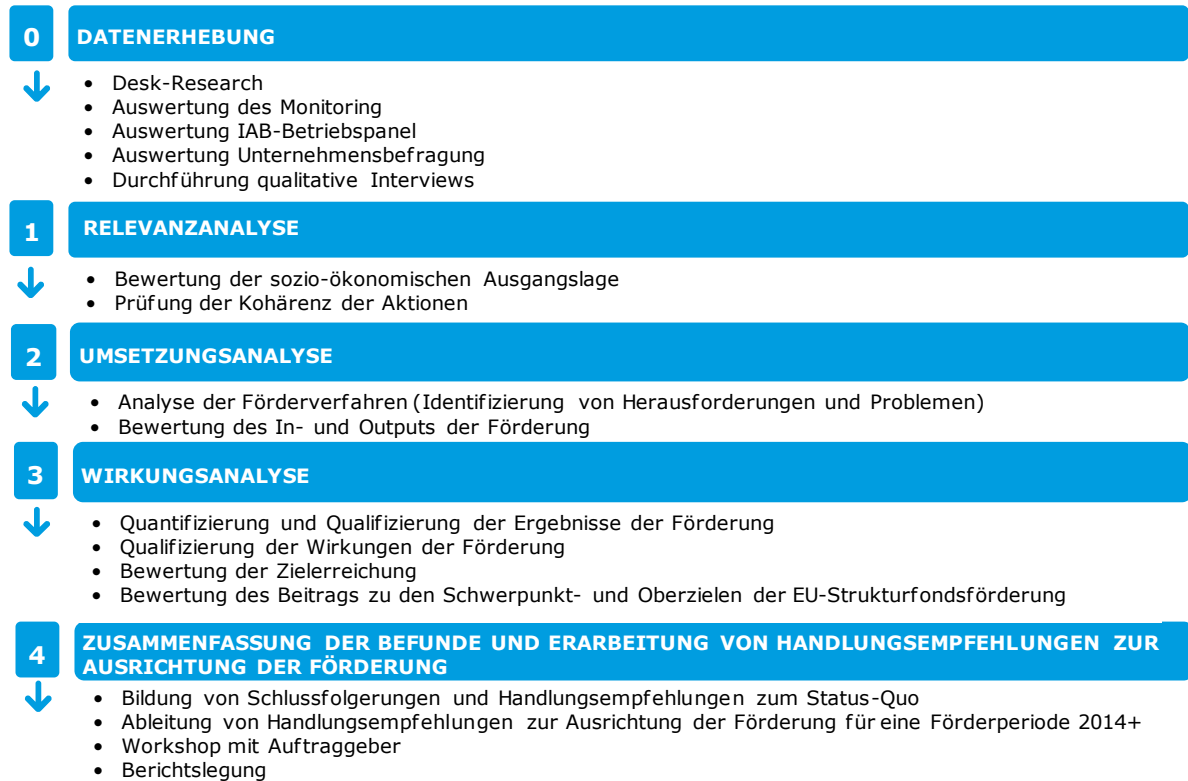 0 DATENERHEBUNG
• Desk-Research
• Auswertung des Monitoring
• Auswertung IAB-Betriebspanel
• Auswertung Unternehmensbefragung
• Durchführung qualitative Interviews
1 RELEVANZANALYSE
• Bewertung der sozio-ökonomischen Ausgangslage
• Prüfung der Kohärenz der Aktionen
2 UMSETZUNGSANALYSE
• Analyse der Förderverfahren (Identifizierung von Herausforderungen und Problemen)
• Bewertung des In- und Outputs der Förderung
3 WIRKUNGSANALYSE
• Quantifizierung und Qualifizierung der Ergebnisse der Förderung
• Qualifizierung der Wirkungen der Förderung
• Bewertung der Zielerreichung
• Bewertung des Beitrags zu den Schwerpunkt- und Oberzielen der EU-Strukturfondsförderung
4 ZUSAMMENFASSUNG DER BEFUNDE UND ERARBEITUNG VON HANDLUNGSEMPFEHLUNGEN ZUR
AUSRICHTUNG DER FÖRDERUNG
• Bildung von Schlussfolgerungen und Handlungsempfehlungen zum Status-Quo
• Ableitung von Handlungsempfehlungen zur Ausrichtung der Förderung für eine Förderperiode 2014+
• Workshop mit Auftraggeber
• Berichtslegung